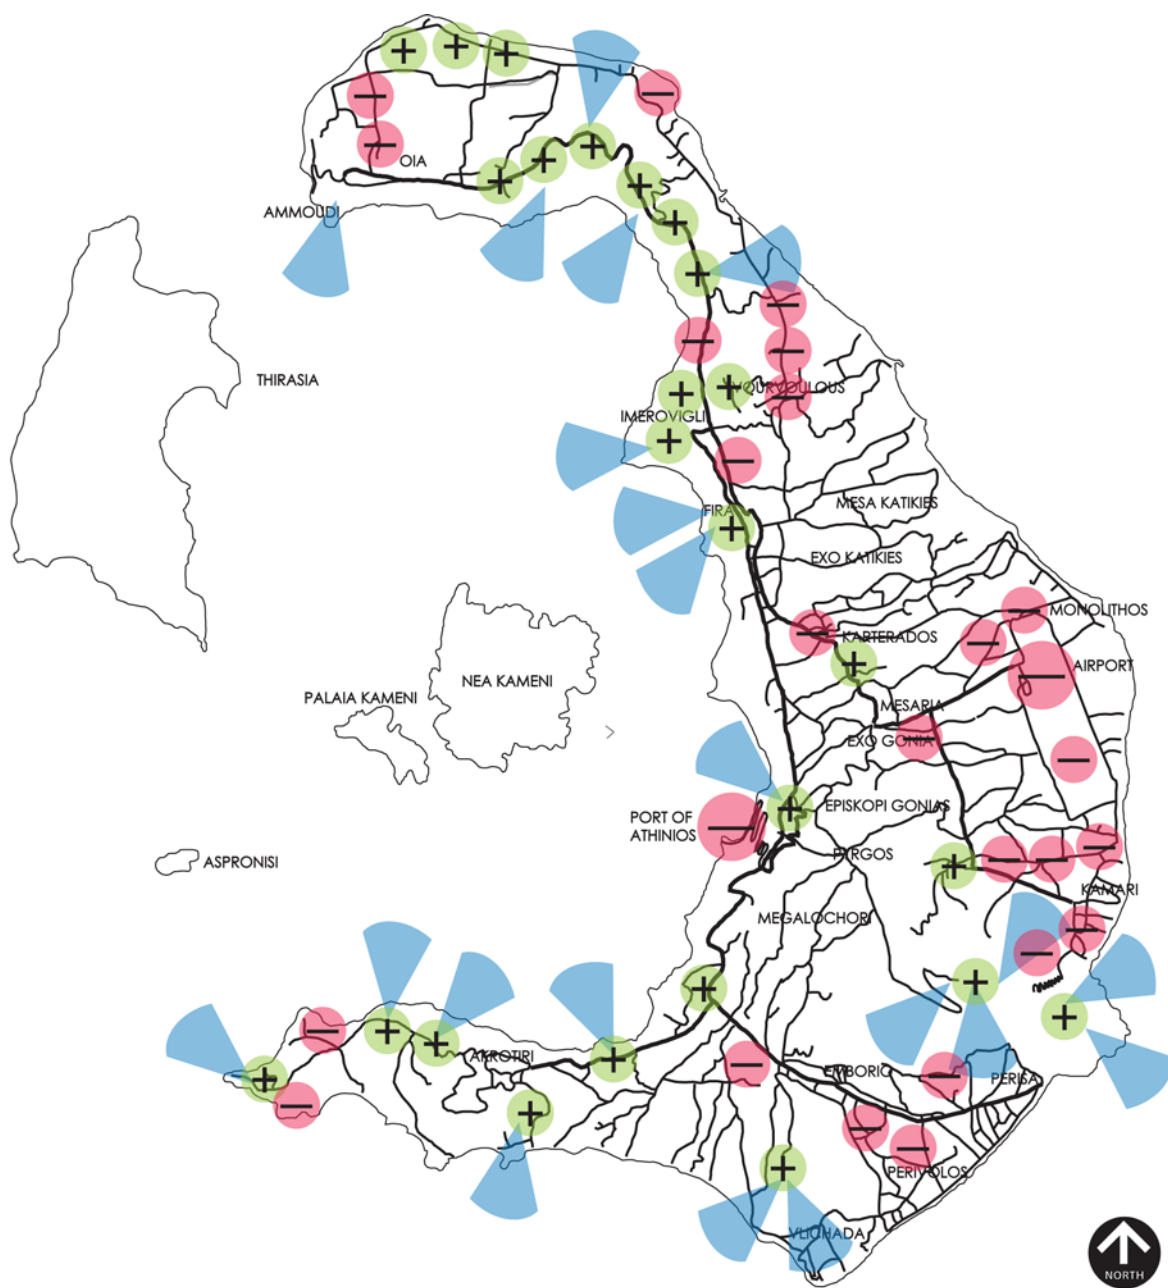 OIA
AMMOUDI
THIRASIA
VOURVOULOUS
IMEROVIGLI
MESA KATIKIES
FIRA
EXO KATIKIES
MONOLITHOS
KARTERADOS
AIRPORT
NEA KAMENI
PALAIA KAMENI
MESARIA
EXO GONIA
EPISKOPI GONIAS
PORT OF
ATHINIOS
PYRGOS
ASPRONISI
KAMARI
MEGALOCHORI
AKROTIRI
EMBORIO
PERISA
PERIVOLOS
VLICHADA
NORTH